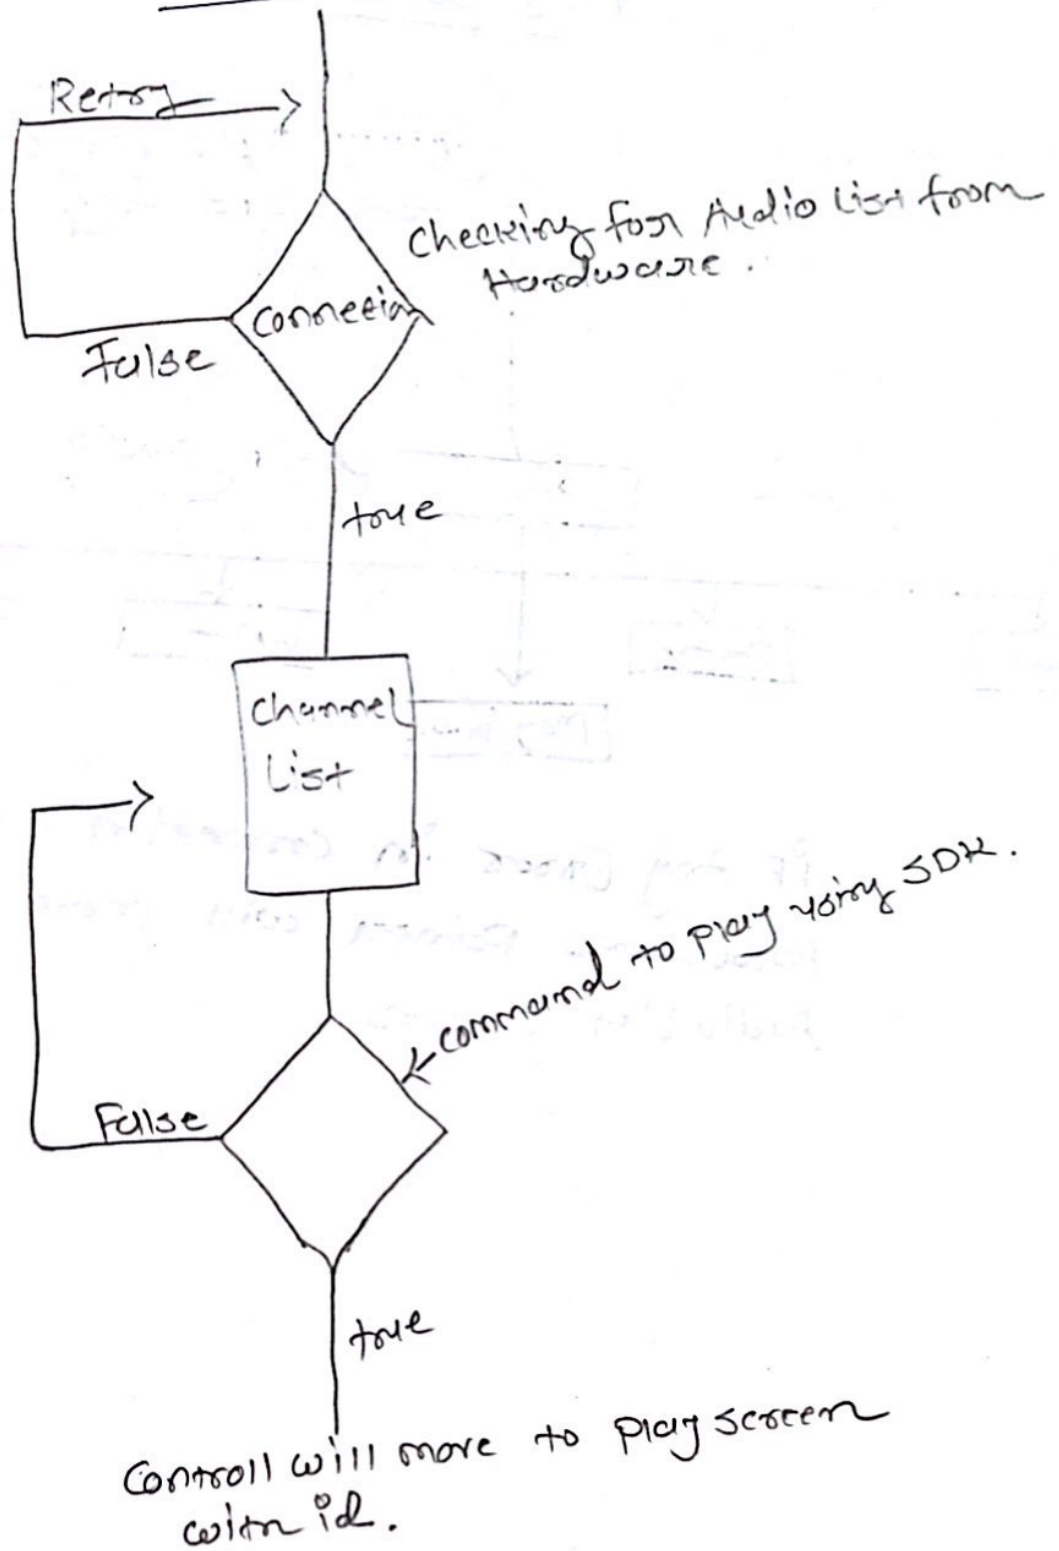 Retry
Checking for Audio List from
Hardware.
Connection
False
true
Channel
List
command to play using SDK.
False
true
Controll will move to play screen
with id.